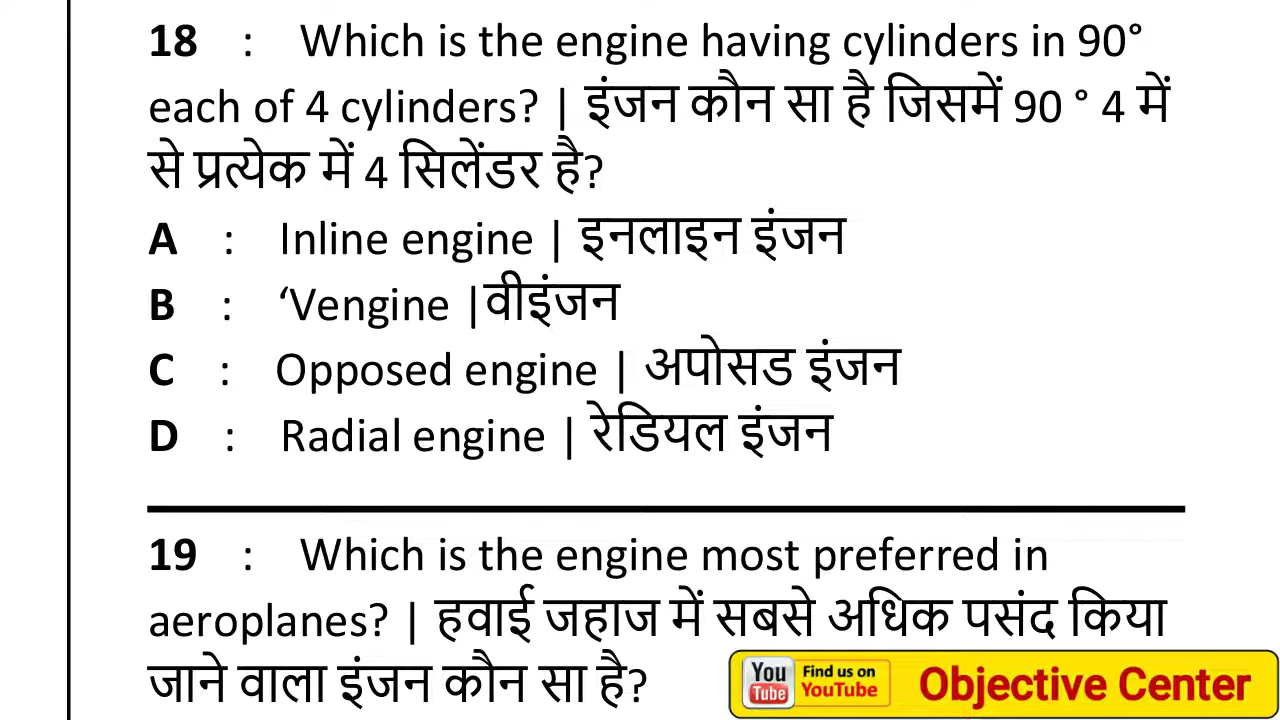 18 : Which is the engine having cylinders in 90°
each of 4 cylinders? | इंजन कौन सा है जिसमें 90 ° 4 में
से प्रत्येक में 4 सिलेंडर है?
A : Inline engine | इनलाइन इंजन
B : ‘Vengine |वीइंजन
C : Opposed engine | अपोसड इंजन
D : Radial engine | रेडियल इंजन
19 : Which is the engine most preferred in
aeroplanes? | हवाई जहाज में सबसे अधिक पसंद किया
जाने वाला इंजन कौन सा है?
You Tube Find us on YouTube Objective Center